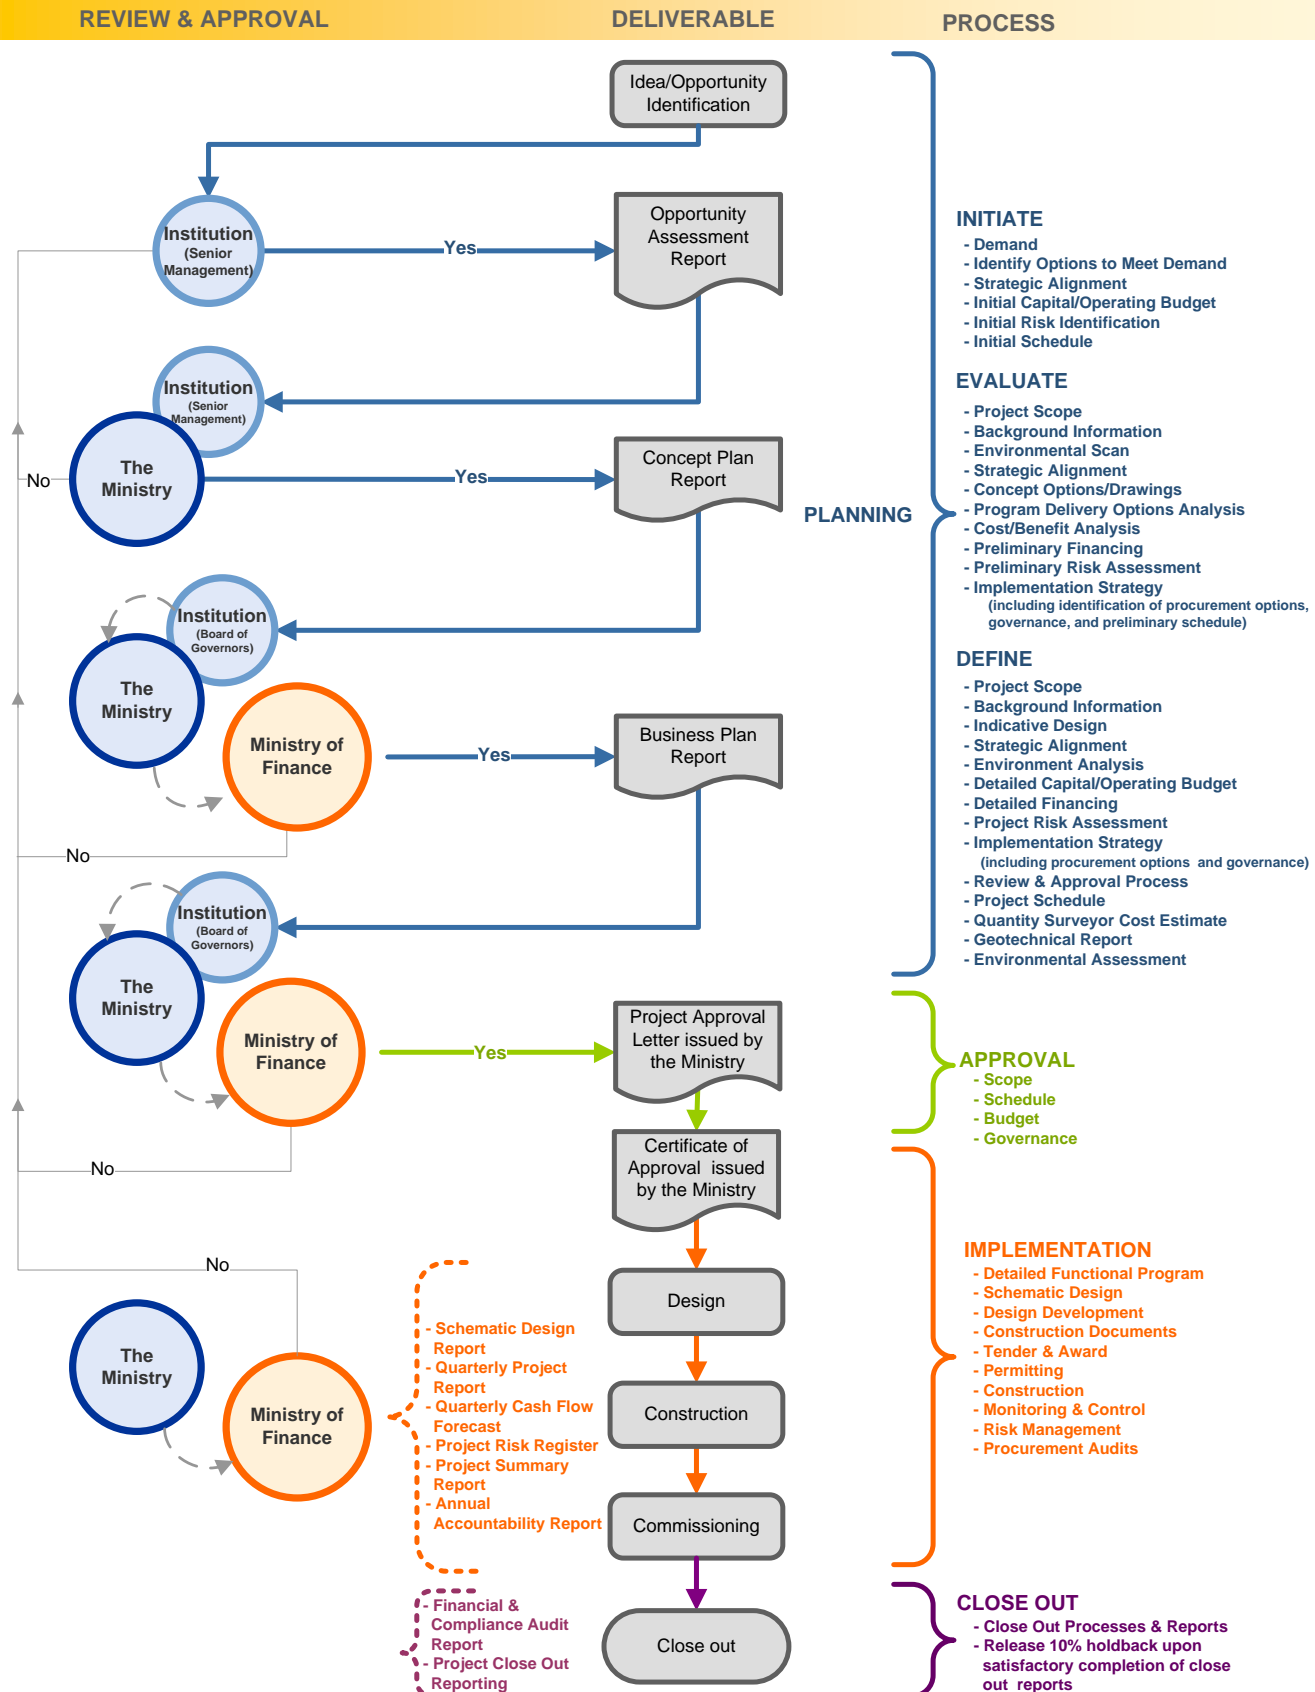 REVIEW & APPROVAL
DELIVERABLE
PROCESS
Idea/Opportunity
Identification
Institution
(Senior
Management)
Yes
Opportunity
Assessment
Report
Institution
(Senior
Management)
The
Ministry
No
Yes
Concept Plan
Report
Institution
(Board of
Governors)
The
Ministry
Ministry of
Finance
Yes
Business Plan
Report
No
Institution
(Board of
Governors)
The
Ministry
Ministry of
Finance
Yes
Project Approval
Letter issued by
the Ministry
No
Certificate of
Approval issued
by the Ministry
No
The
Ministry
Ministry of
Finance
- Schematic Design
Report
- Quarterly Project
Report
- Quarterly Cash Flow
Forecast
- Project Risk Register
- Project Summary
Report
- Annual
Accountability Report
Design
Construction
Commissioning
- Financial &
Compliance Audit
Report
- Project Close Out
Reporting
Close out
PLANNING
INITIATE
- Demand
- Identify Options to Meet Demand
- Strategic Alignment
- Initial Capital/Operating Budget
- Initial Risk Identification
- Initial Schedule
EVALUATE
- Project Scope
- Background Information
- Environmental Scan
- Strategic Alignment
- Concept Options/Drawings
- Program Delivery Options Analysis
- Cost/Benefit Analysis
- Preliminary Financing
- Preliminary Risk Assessment
- Implementation Strategy
(including identification of procurement options,
governance, and preliminary schedule)
DEFINE
- Project Scope
- Background Information
- Indicative Design
- Strategic Alignment
- Environment Analysis
- Detailed Capital/Operating Budget
- Detailed Financing
- Project Risk Assessment
- Implementation Strategy
(including procurement options and governance)
- Review & Approval Process
- Project Schedule
- Quantity Surveyor Cost Estimate
- Geotechnical Report
- Environmental Assessment
APPROVAL
- Scope
- Schedule
- Budget
- Governance
IMPLEMENTATION
- Detailed Functional Program
- Schematic Design
- Design Development
- Construction Documents
- Tender & Award
- Permitting
- Construction
- Monitoring & Control
- Risk Management
- Procurement Audits
CLOSE OUT
- Close Out Processes & Reports
- Release 10% holdback upon
satisfactory completion of close
out reports